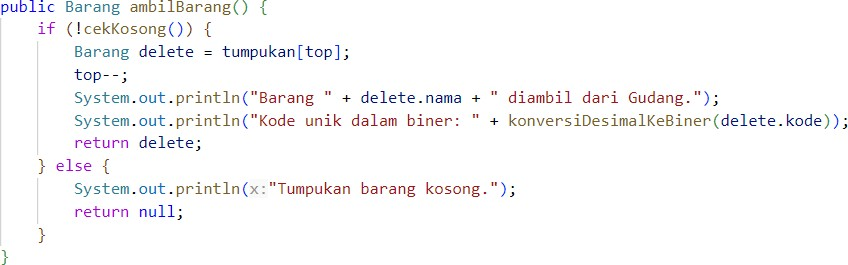 public Barang ambilBarang() {
    if (!cekKosong()) {
        Barang delete = tumpukan[top];
        top--;
        System.out.println("Barang " + delete.nama + " diambil dari Gudang.");
        System.out.println("Kode unik dalam biner: " + konversiDesimalKeBiner(delete.kode));
        return delete;
    } else {
        System.out.println(x:"Tumpukan barang kosong.");
        return null;
    }
}